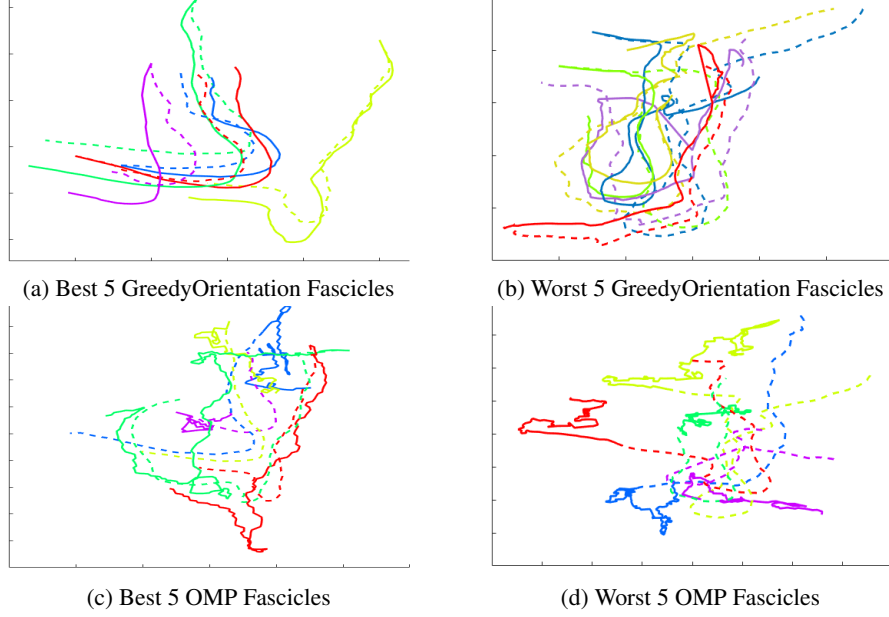 (a) Best 5 GreedyOrientation Fascicles
(b) Worst 5 GreedyOrientation Fascicles
(c) Best 5 OMP Fascicles
(d) Worst 5 OMP Fascicles